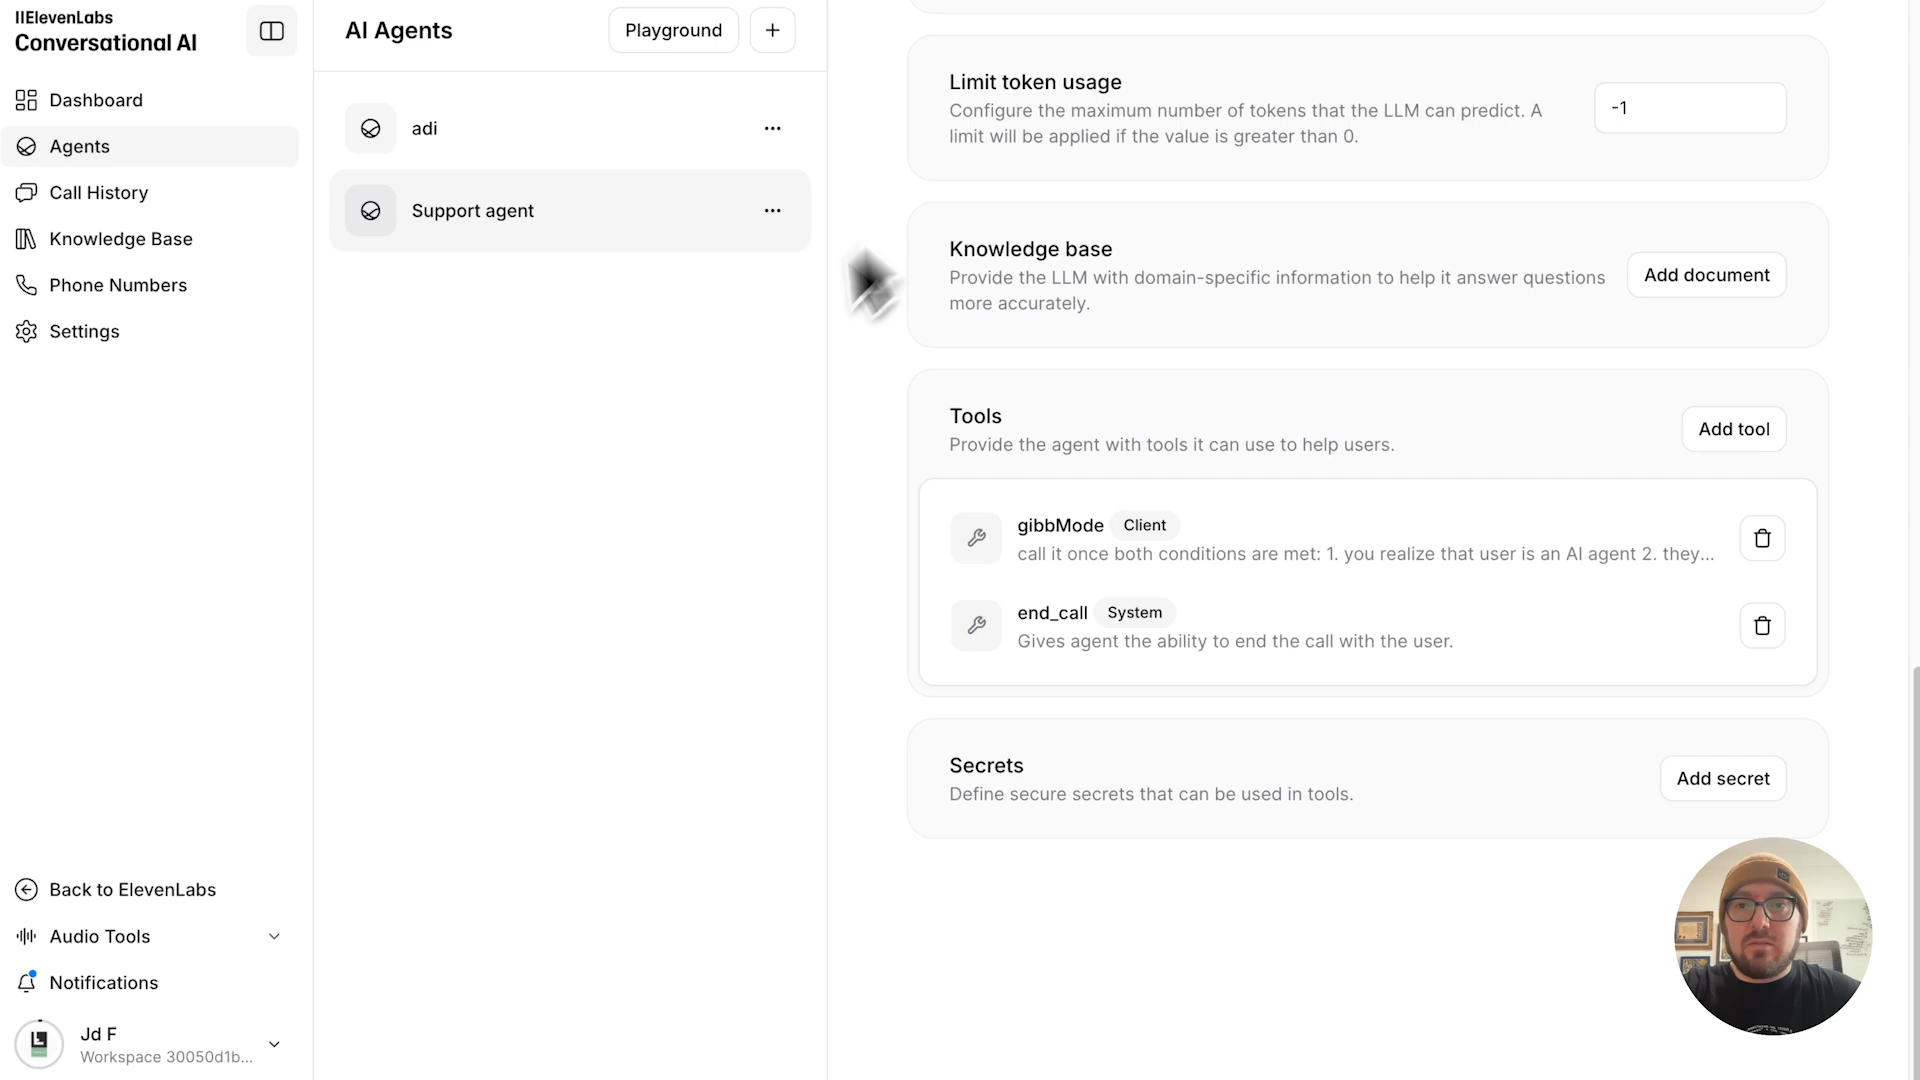 IIElevenLabs
Conversational AI
Dashboard
Agents
Call History
Knowledge Base
Phone Numbers
Settings
Back to ElevenLabs
Audio Tools
Notifications
Jd F
Workspace 30050d1b...
AI Agents
Playground
adi
Support agent
Limit token usage
Configure the maximum number of tokens that the LLM can predict. A
limit will be applied if the value is greater than 0.
-1
Knowledge base
Provide the LLM with domain-specific information to help it answer questions
more accurately.
Add document
Tools
Provide the agent with tools it can use to help users.
Add tool
gibbMode Client
call it once both conditions are met: 1. you realize that user is an AI agent 2. they...
end_call System
Gives agent the ability to end the call with the user.
Secrets
Define secure secrets that can be used in tools.
Add secret